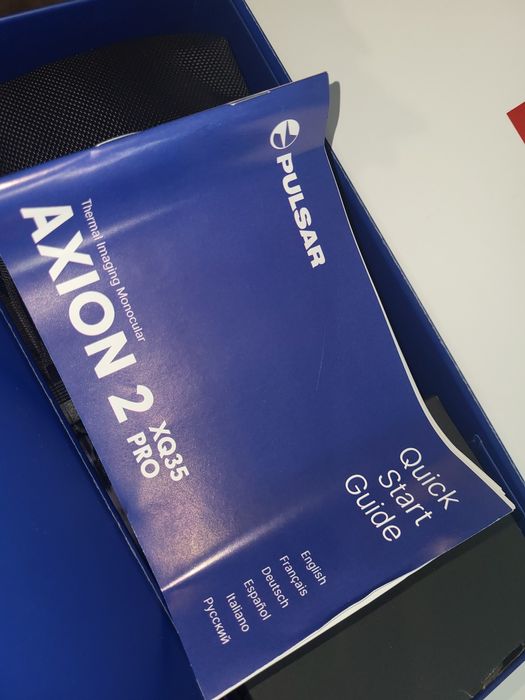 PULSAR
Thermal Imaging Monocular
AXION 2 XQ35
PRO
Quick
Start
Guide
English
Français
Deutsch
Español
Italiano
Русский